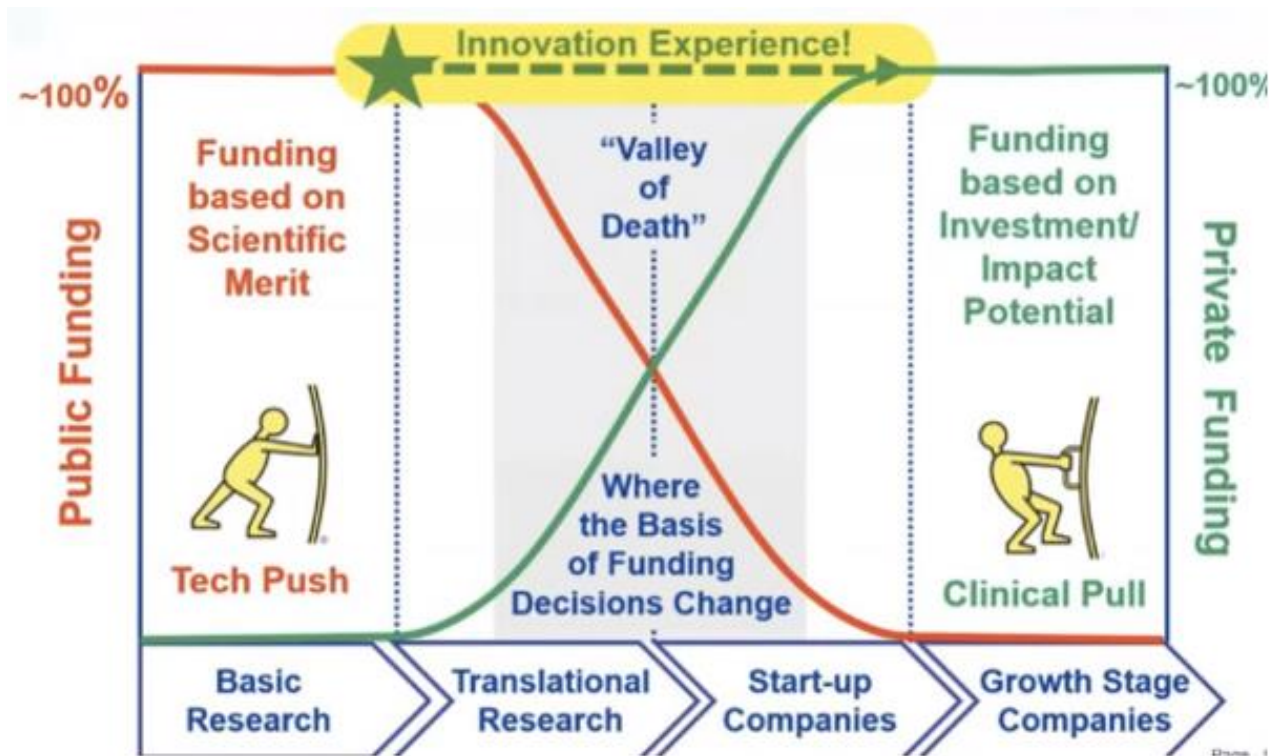 Innovation Experience!
~100%
~100%
Public Funding
Funding
based on
Scientific
Merit
Tech Push
“Valley
of
Death”
Where
the Basis
of Funding
Decisions Change
Funding
based on
Investment/
Impact
Potential
Clinical Pull
Private Funding
Basic
Research
Translational
Research
Start-up
Companies
Growth Stage
Companies